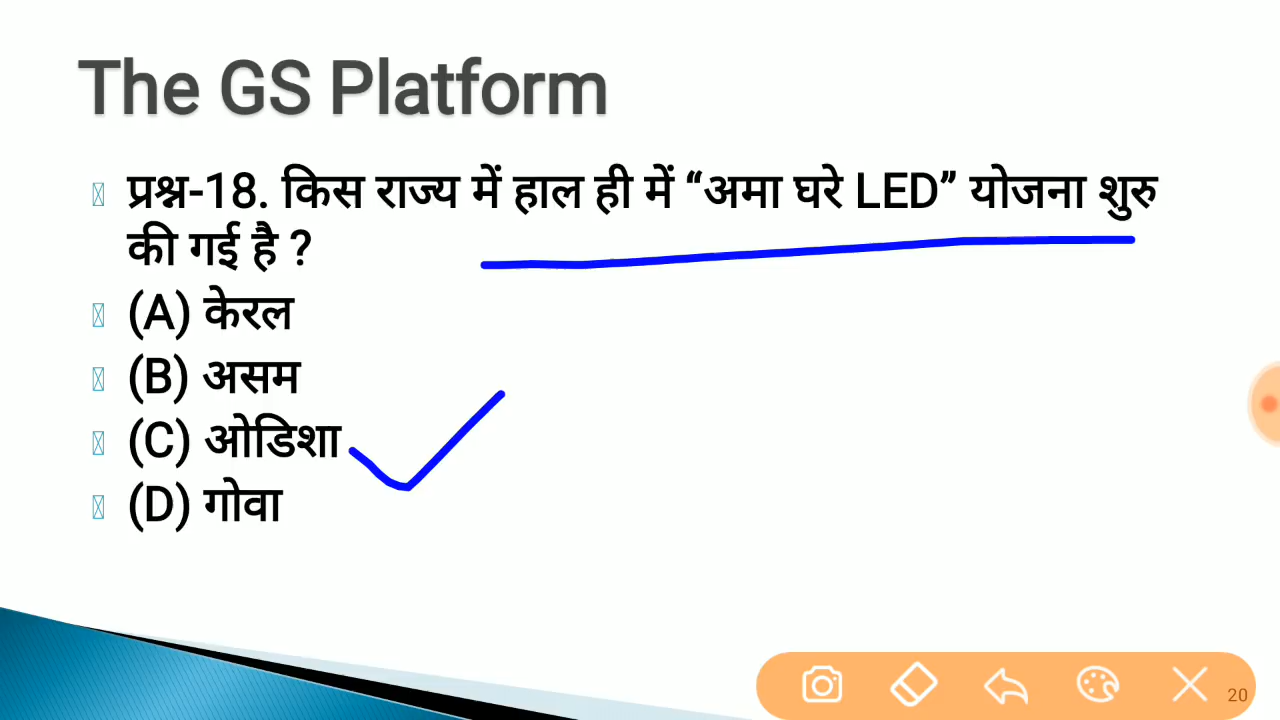 The GS Platform
प्रश्न-18. किस राज्य में हाल ही में “अमा घरे LED” योजना शुरु
की गई है ?
(A) केरल
(B) असम
(C) ओडिशा
(D) गोवा
20